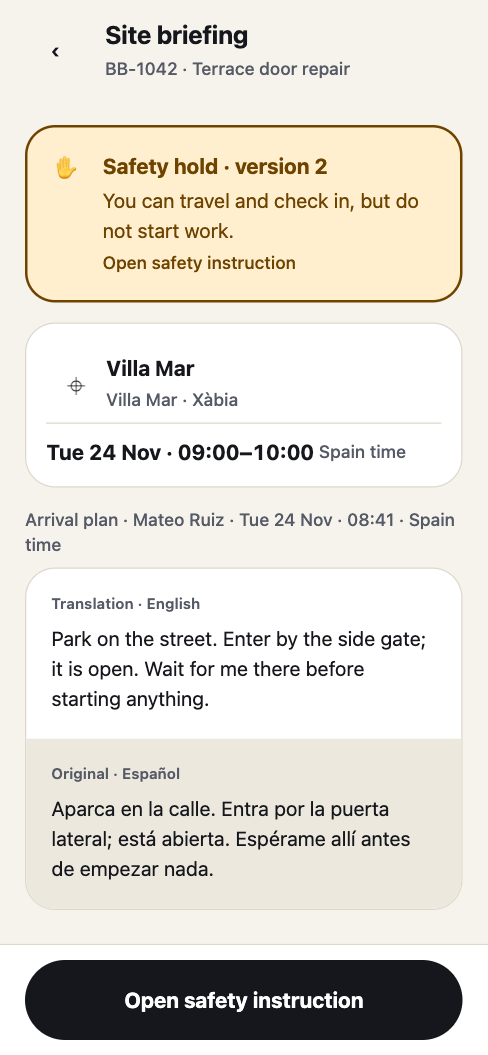 Site briefing
BB-1042 · Terrace door repair
Safety hold · version 2
You can travel and check in, but do
not start work.
Open safety instruction
Villa Mar
Villa Mar · Xàbia
Tue 24 Nov · 09:00–10:00 Spain time
Arrival plan · Mateo Ruiz · Tue 24 Nov · 08:41 · Spain
time
Translation · English
Park on the street. Enter by the side gate;
it is open. Wait for me there before
starting anything.
Original · Español
Aparca en la calle. Entra por la puerta
lateral; está abierta. Espérame allí antes
de empezar nada.
Open safety instruction